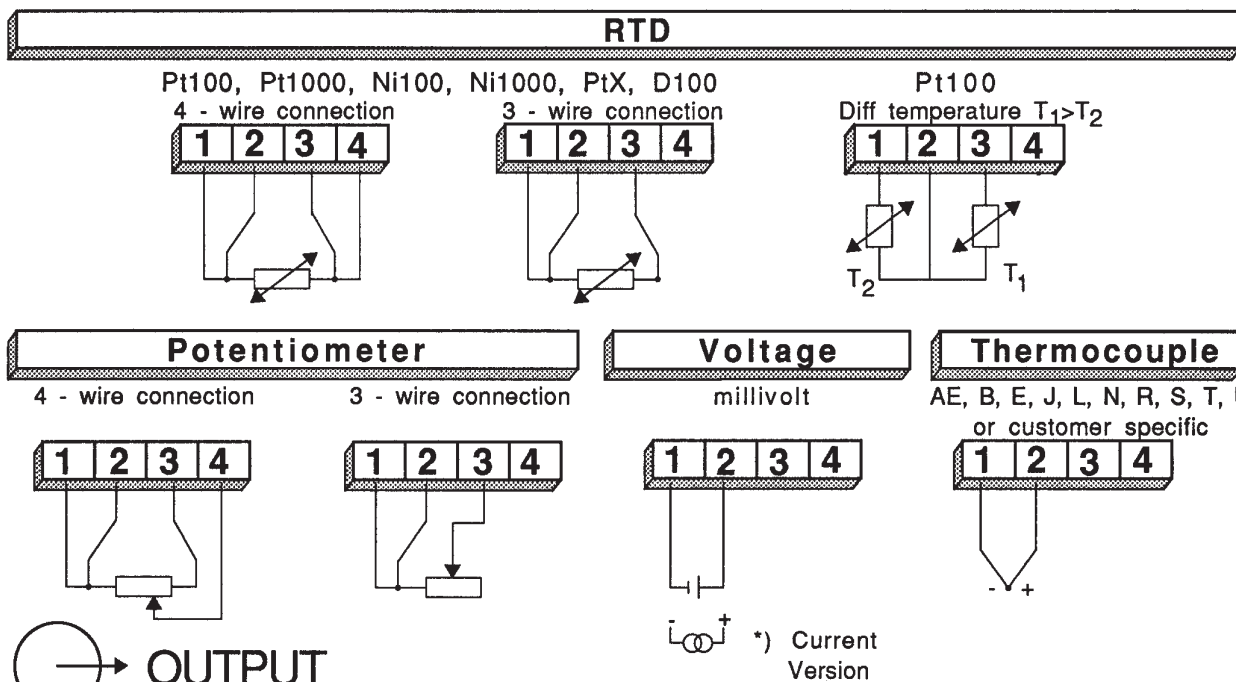 RTD
Pt100, Pt1000, Ni100, Ni1000, PtX, D100
Pt100
4 - wire connection
3 - wire connection
Diff temperature T1>T2
1 2 3 4
1 2 3 4
1 2 3 4
T2
T1
Potentiometer
Voltage
Thermocouple
4 - wire connection
3 - wire connection
millivolt
AE, B, E, J, L, N, R, S, T,
or customer specific
1 2 3 4
1 2 3 4
1 2 3 4
1 2 3 4
- +
- +
*) Current
Version
OUTPUT